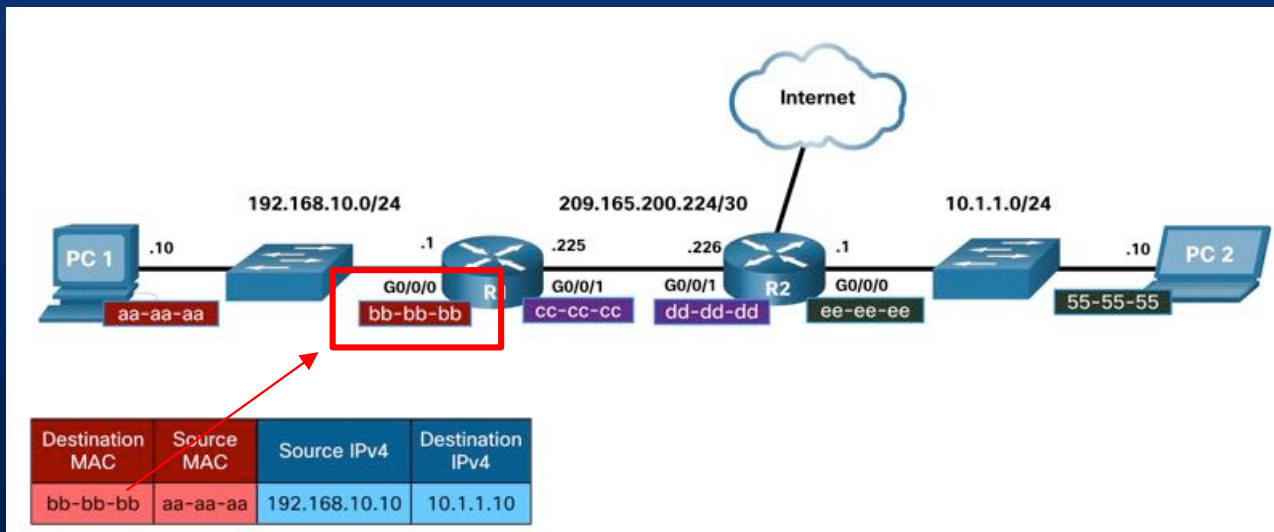 Internet
192.168.10.0/24
209.165.200.224/30
10.1.1.0/24
PC 1
.10
.1
.225
.226
.1
.10
PC 2
G0/0/0
R1
G0/0/1
G0/0/1
R2
G0/0/0
aa-aa-aa
bb-bb-bb
cc-cc-cc
dd-dd-dd
ee-ee-ee
55-55-55
Destination MAC
Source MAC
Source IPv4
Destination IPv4
bb-bb-bb
aa-aa-aa
192.168.10.10
10.1.1.10